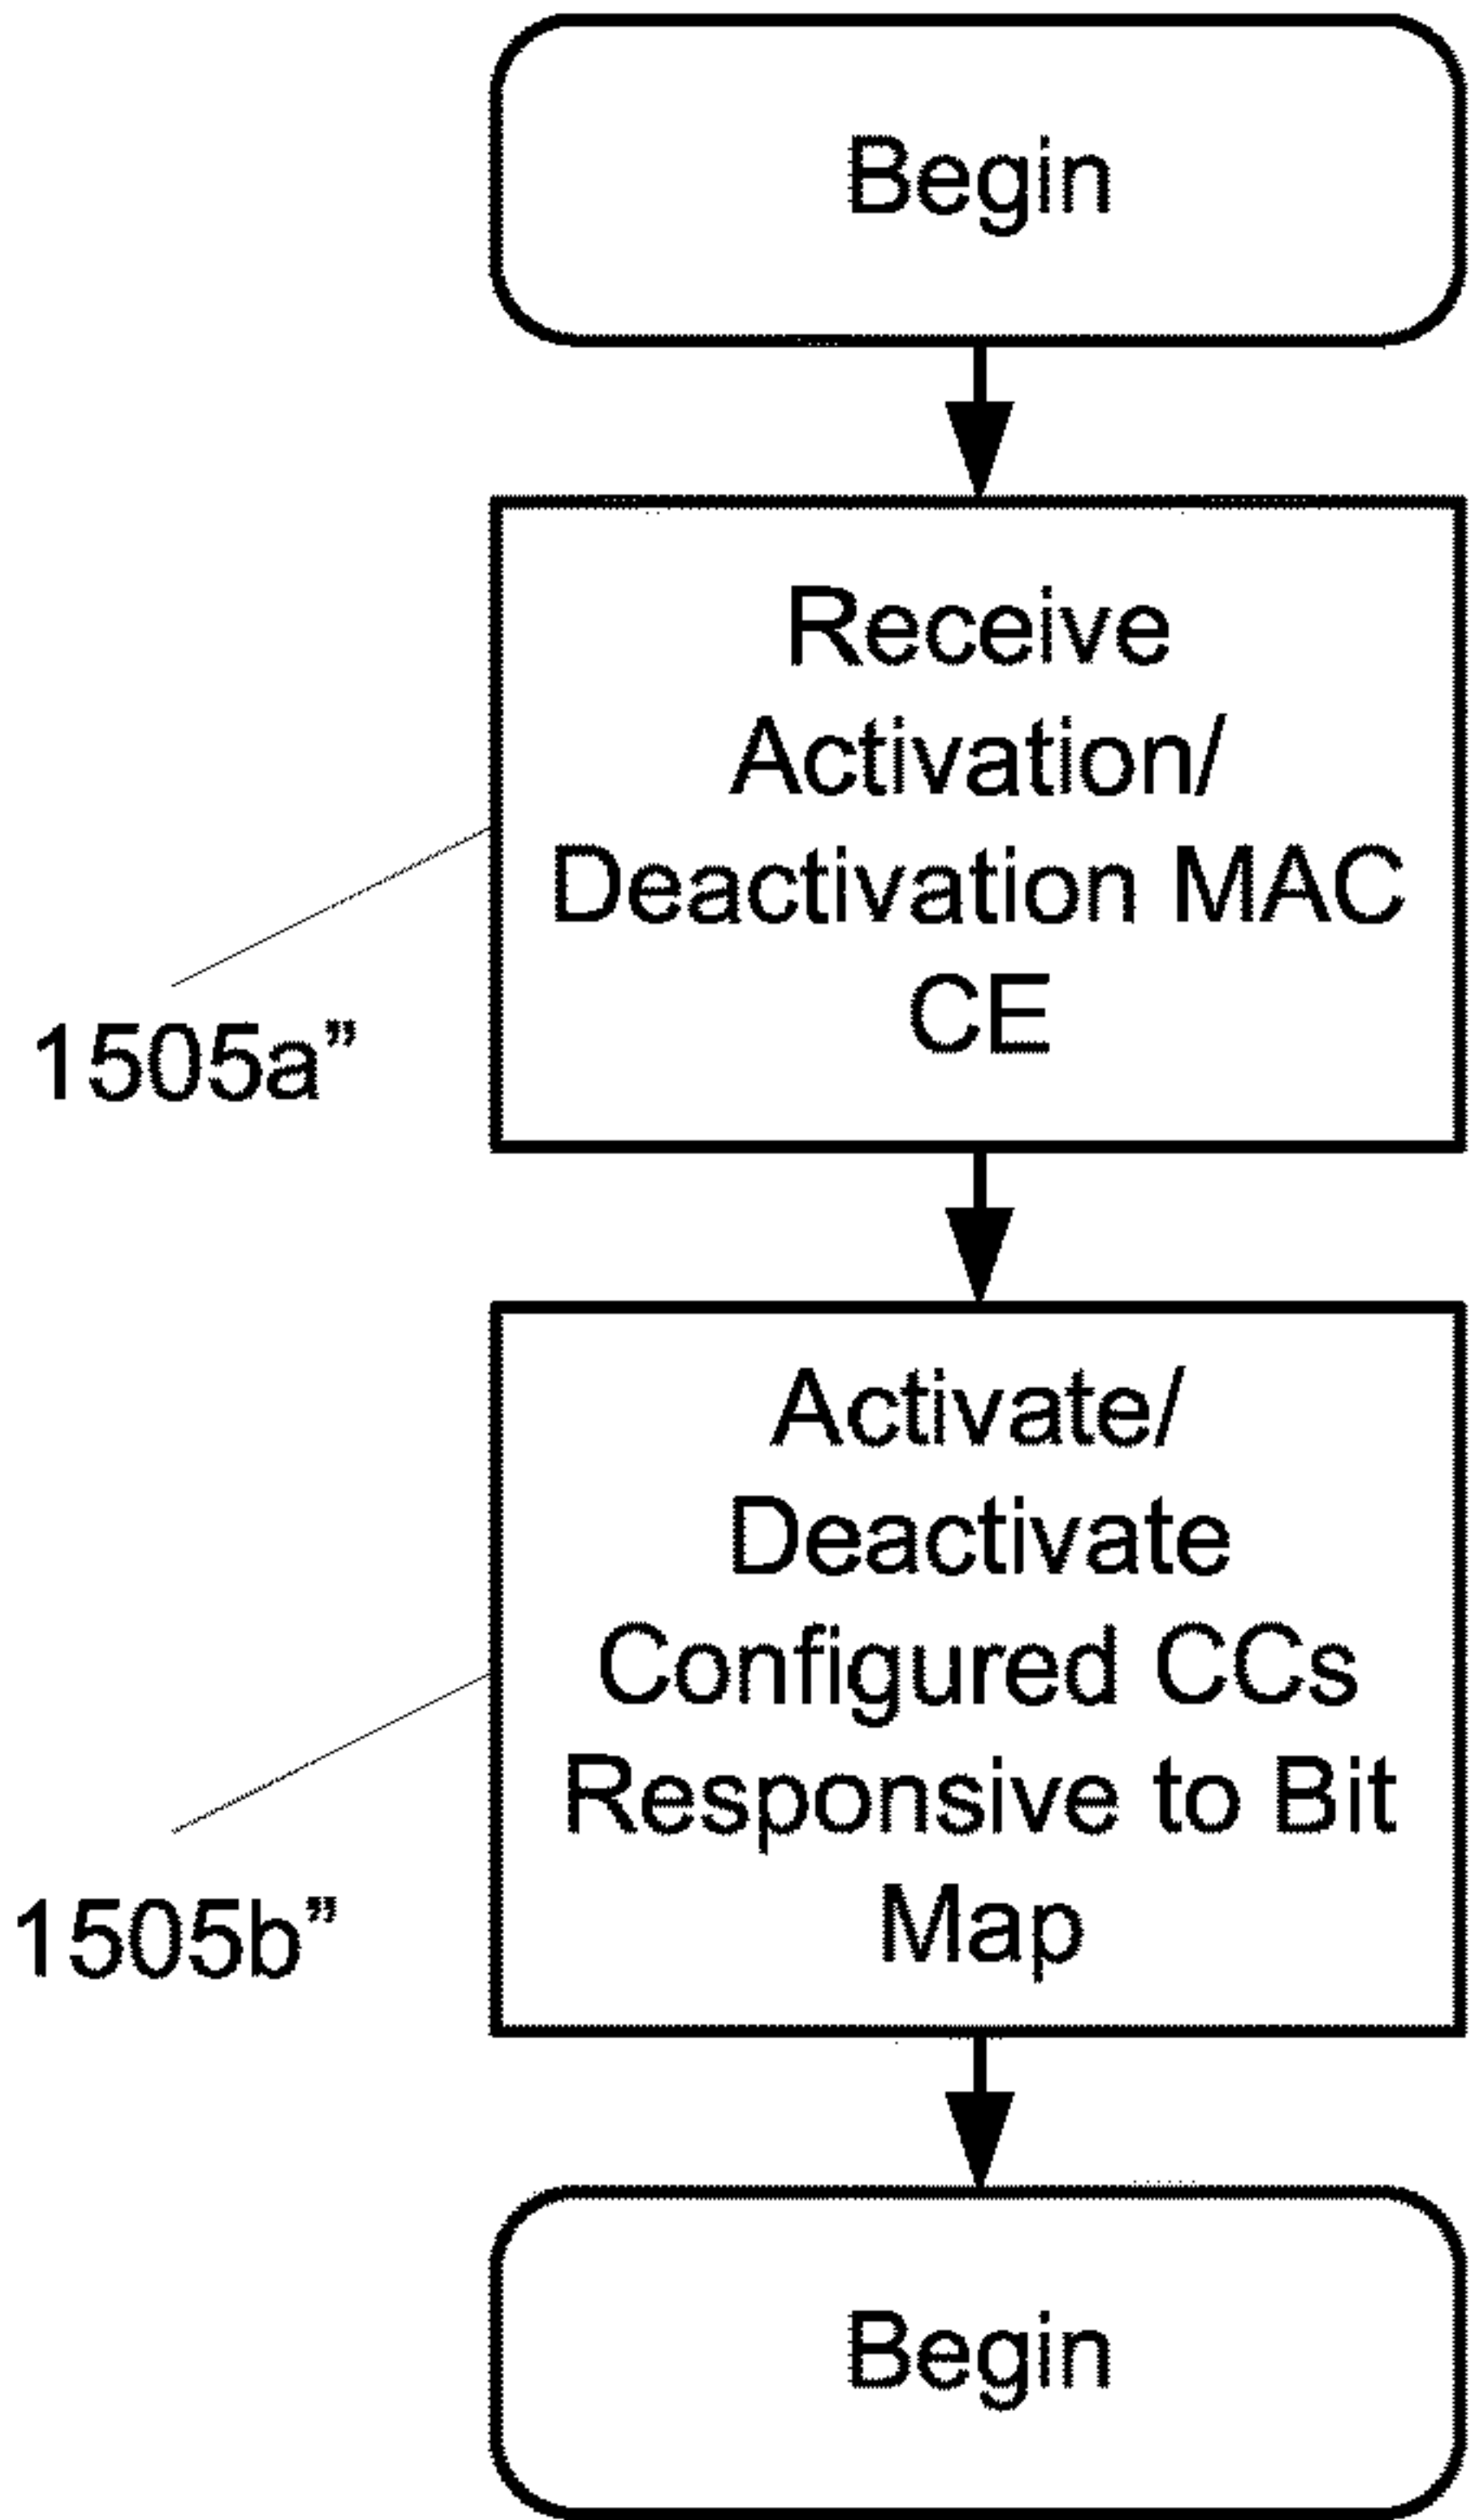 Begin
Receive
Activation/
Deactivation MAC
CE
1505a”
Activate/
Deactivate
Configured CCs
Responsive to Bit
Map
1505b”
Begin